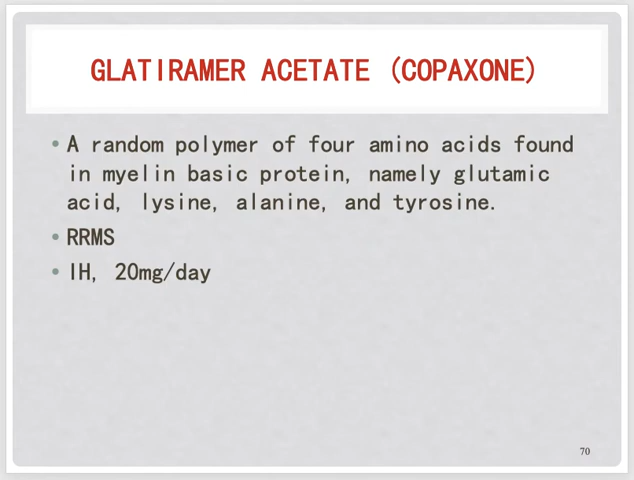 GLATIRAMER ACETATE (COPAXONE)
• A random polymer of four amino acids found
in myelin basic protein, namely glutamic
acid, lysine, alanine, and tyrosine.
• RRMS
• IH, 20mg/day
70